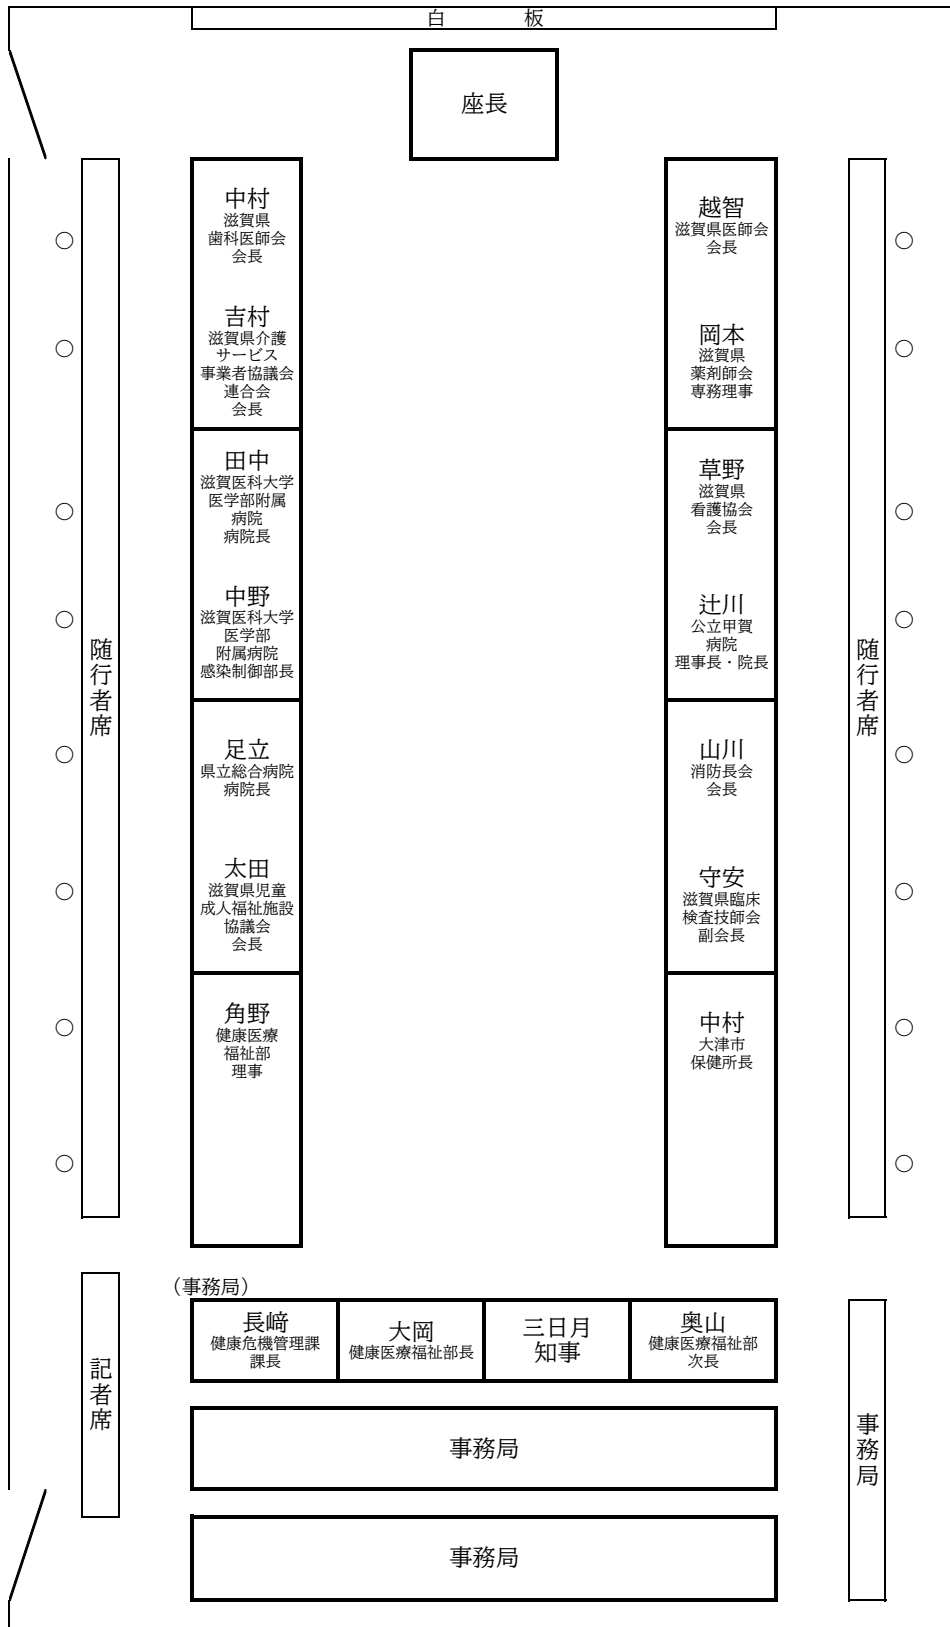 白　　　板
座長
中村
滋賀県
歯科医師会
会長
吉村
滋賀県介護
サービス
事業者協議会
連合会
会長
田中
滋賀医科大学
医学部附属
病院
病院長
中野
滋賀医科大学
医学部
附属病院
感染制御部長
足立
県立総合病院
病院長
太田
滋賀県児童
成人福祉施設
協議会
会長
角野
健康医療
福祉部
理事
越智
滋賀県医師会
会長
岡本
滋賀県
薬剤師会
専務理事
草野
滋賀県
看護協会
会長
辻川
公立甲賀
病院
理事長・院長
山川
消防長会
会長
守安
滋賀県臨床
検査技師会
副会長
中村
大津市
保健所長
随行者席
随行者席
（事務局）
長﨑
健康危機管理課
課長
大岡
健康医療福祉部長
三日月
知事
奥山
健康医療福祉部
次長
記者席
事務局
事務局
事務局